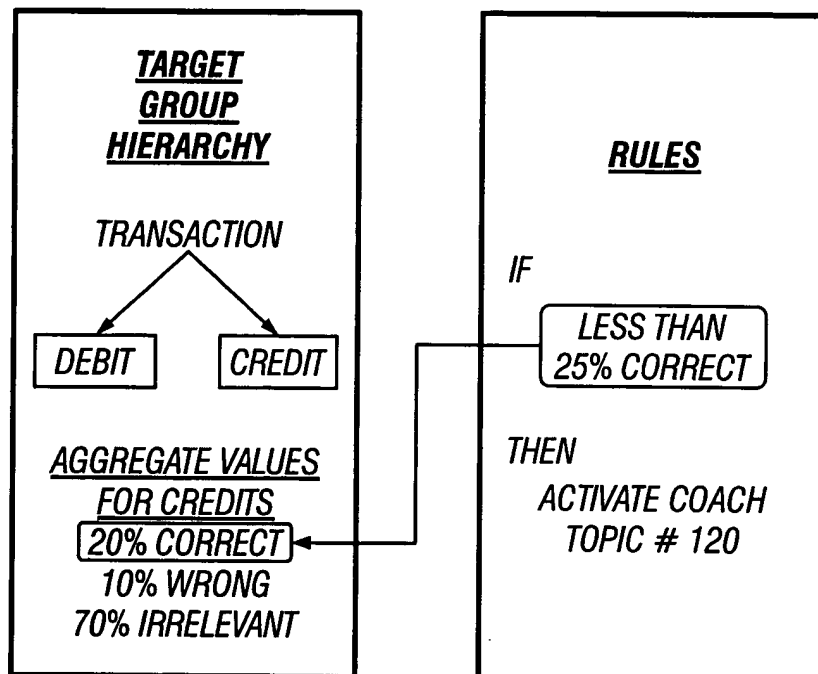 TARGET
GROUP
HIERARCHY
TRANSACTION
DEBIT
CREDIT
AGGREGATE VALUES
FOR CREDITS
20% CORRECT
10% WRONG
70% IRRELEVANT
RULES
IF
LESS THAN
25% CORRECT
THEN
ACTIVATE COACH
TOPIC # 120